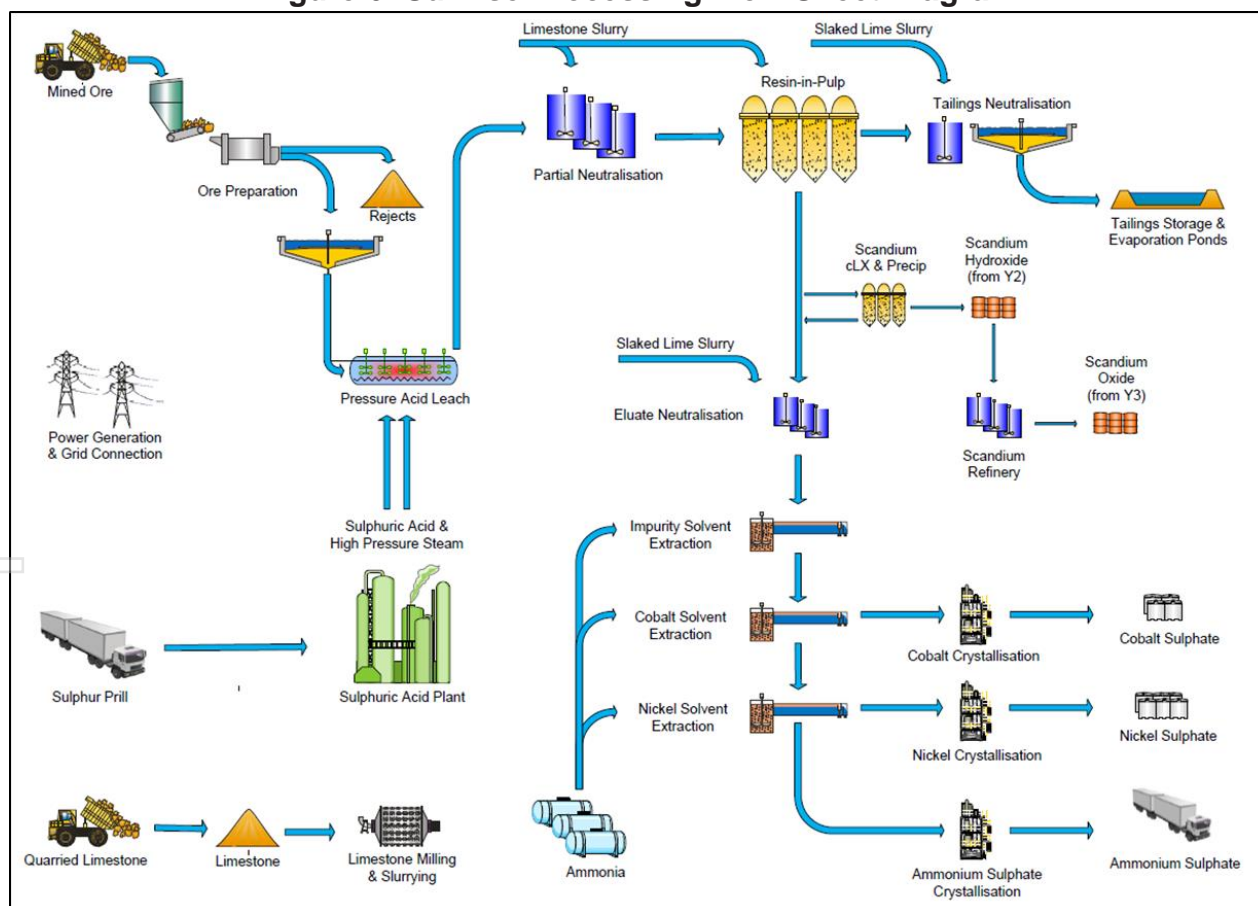 Limestone Slurry
Slaked Lime Slurry
Mined Ore
Resin-in-Pulp
Tailings Neutralisation
Partial Neutralisation
Ore Preparation
Rejects
Tailings Storage &
Evaporation Ponds
Scandium
cLX & Precip
Scandium
Hydroxide
(from Y2)
Slaked Lime Slurry
Scandium
Oxide
(from Y3)
Pressure Acid Leach
Eluate Neutralisation
Power Generation
& Grid Connection
Scandium
Refinery
Sulphuric Acid &
High Pressure Steam
Impurity Solvent
Extraction
Cobalt Solvent
Extraction
Cobalt Crystallisation
Cobalt Sulphate
Sulphur Prill
Sulphuric Acid Plant
Nickel Solvent
Extraction
Nickel Crystallisation
Nickel Sulphate
Quarried Limestone
Limestone
Limestone Milling
& Slurrying
Ammonia
Ammonium Sulphate
Crystallisation
Ammonium Sulphate